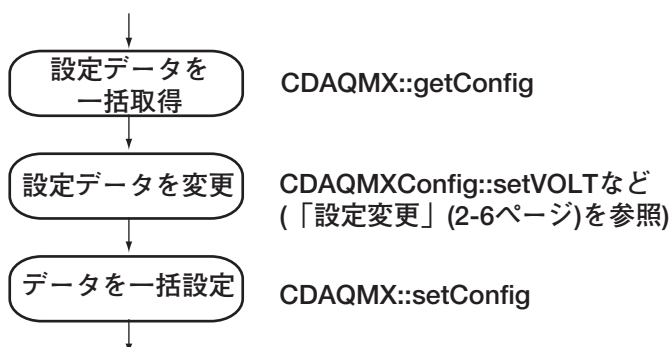 設定データを
一括取得
CDAQMX::getConfig
設定データを変更
CDAQMXConfig::setVOLTなど
(「設定変更」(2-6ページ)を参照)
データを一括設定
CDAQMX::setConfig